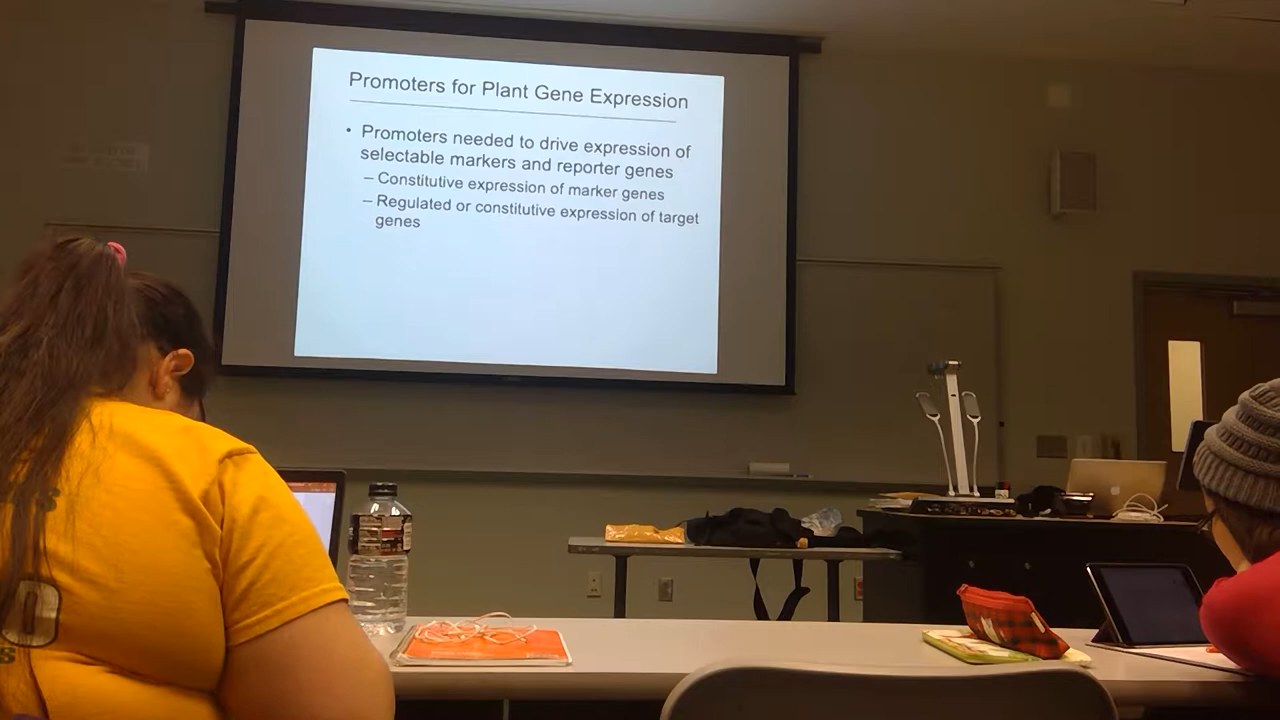 Promoters for Plant Gene Expression
• Promoters needed to drive expression of
selectable markers and reporter genes
– Constitutive expression of marker genes
– Regulated or constitutive expression of target
genes